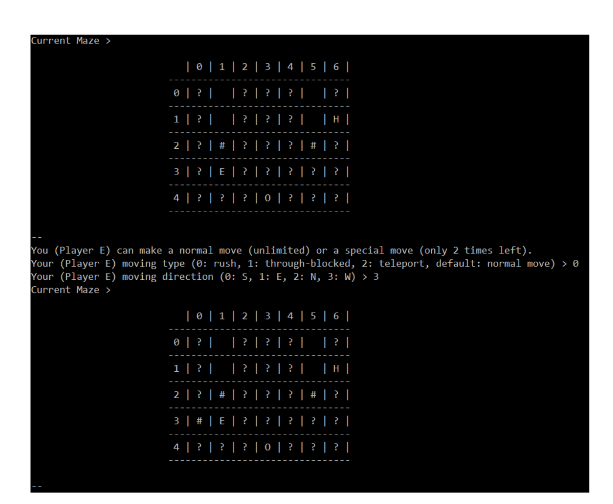 Current Maze >
| 0 | 1 | 2 | 3 | 4 | 5 | 6 |
------------------------------
0 | ? |   | ? | ? | ? |   | ? |
------------------------------
1 | ? |   | ? | ? | ? |   | H |
------------------------------
2 | ? | # | ? | ? | ? | # | ? |
------------------------------
3 | ? | E | ? | ? | ? | ? | ? |
------------------------------
4 | ? | ? | ? | O | ? | ? | ? |
------------------------------
--
You (Player E) can make a normal move (unlimited) or a special move (only 2 times left).
Your (Player E) moving type (0: rush, 1: through-blocked, 2: teleport, default: normal move) > 0
Your (Player E) moving direction (0: S, 1: E, 2: N, 3: W) > 3
Current Maze >
| 0 | 1 | 2 | 3 | 4 | 5 | 6 |
------------------------------
0 | ? |   | ? | ? | ? |   | ? |
------------------------------
1 | ? |   | ? | ? | ? |   | H |
------------------------------
2 | ? | # | ? | ? | ? | # | ? |
------------------------------
3 | # | E | ? | ? | ? | ? | ? |
------------------------------
4 | ? | ? | ? | O | ? | ? | ? |
------------------------------
--